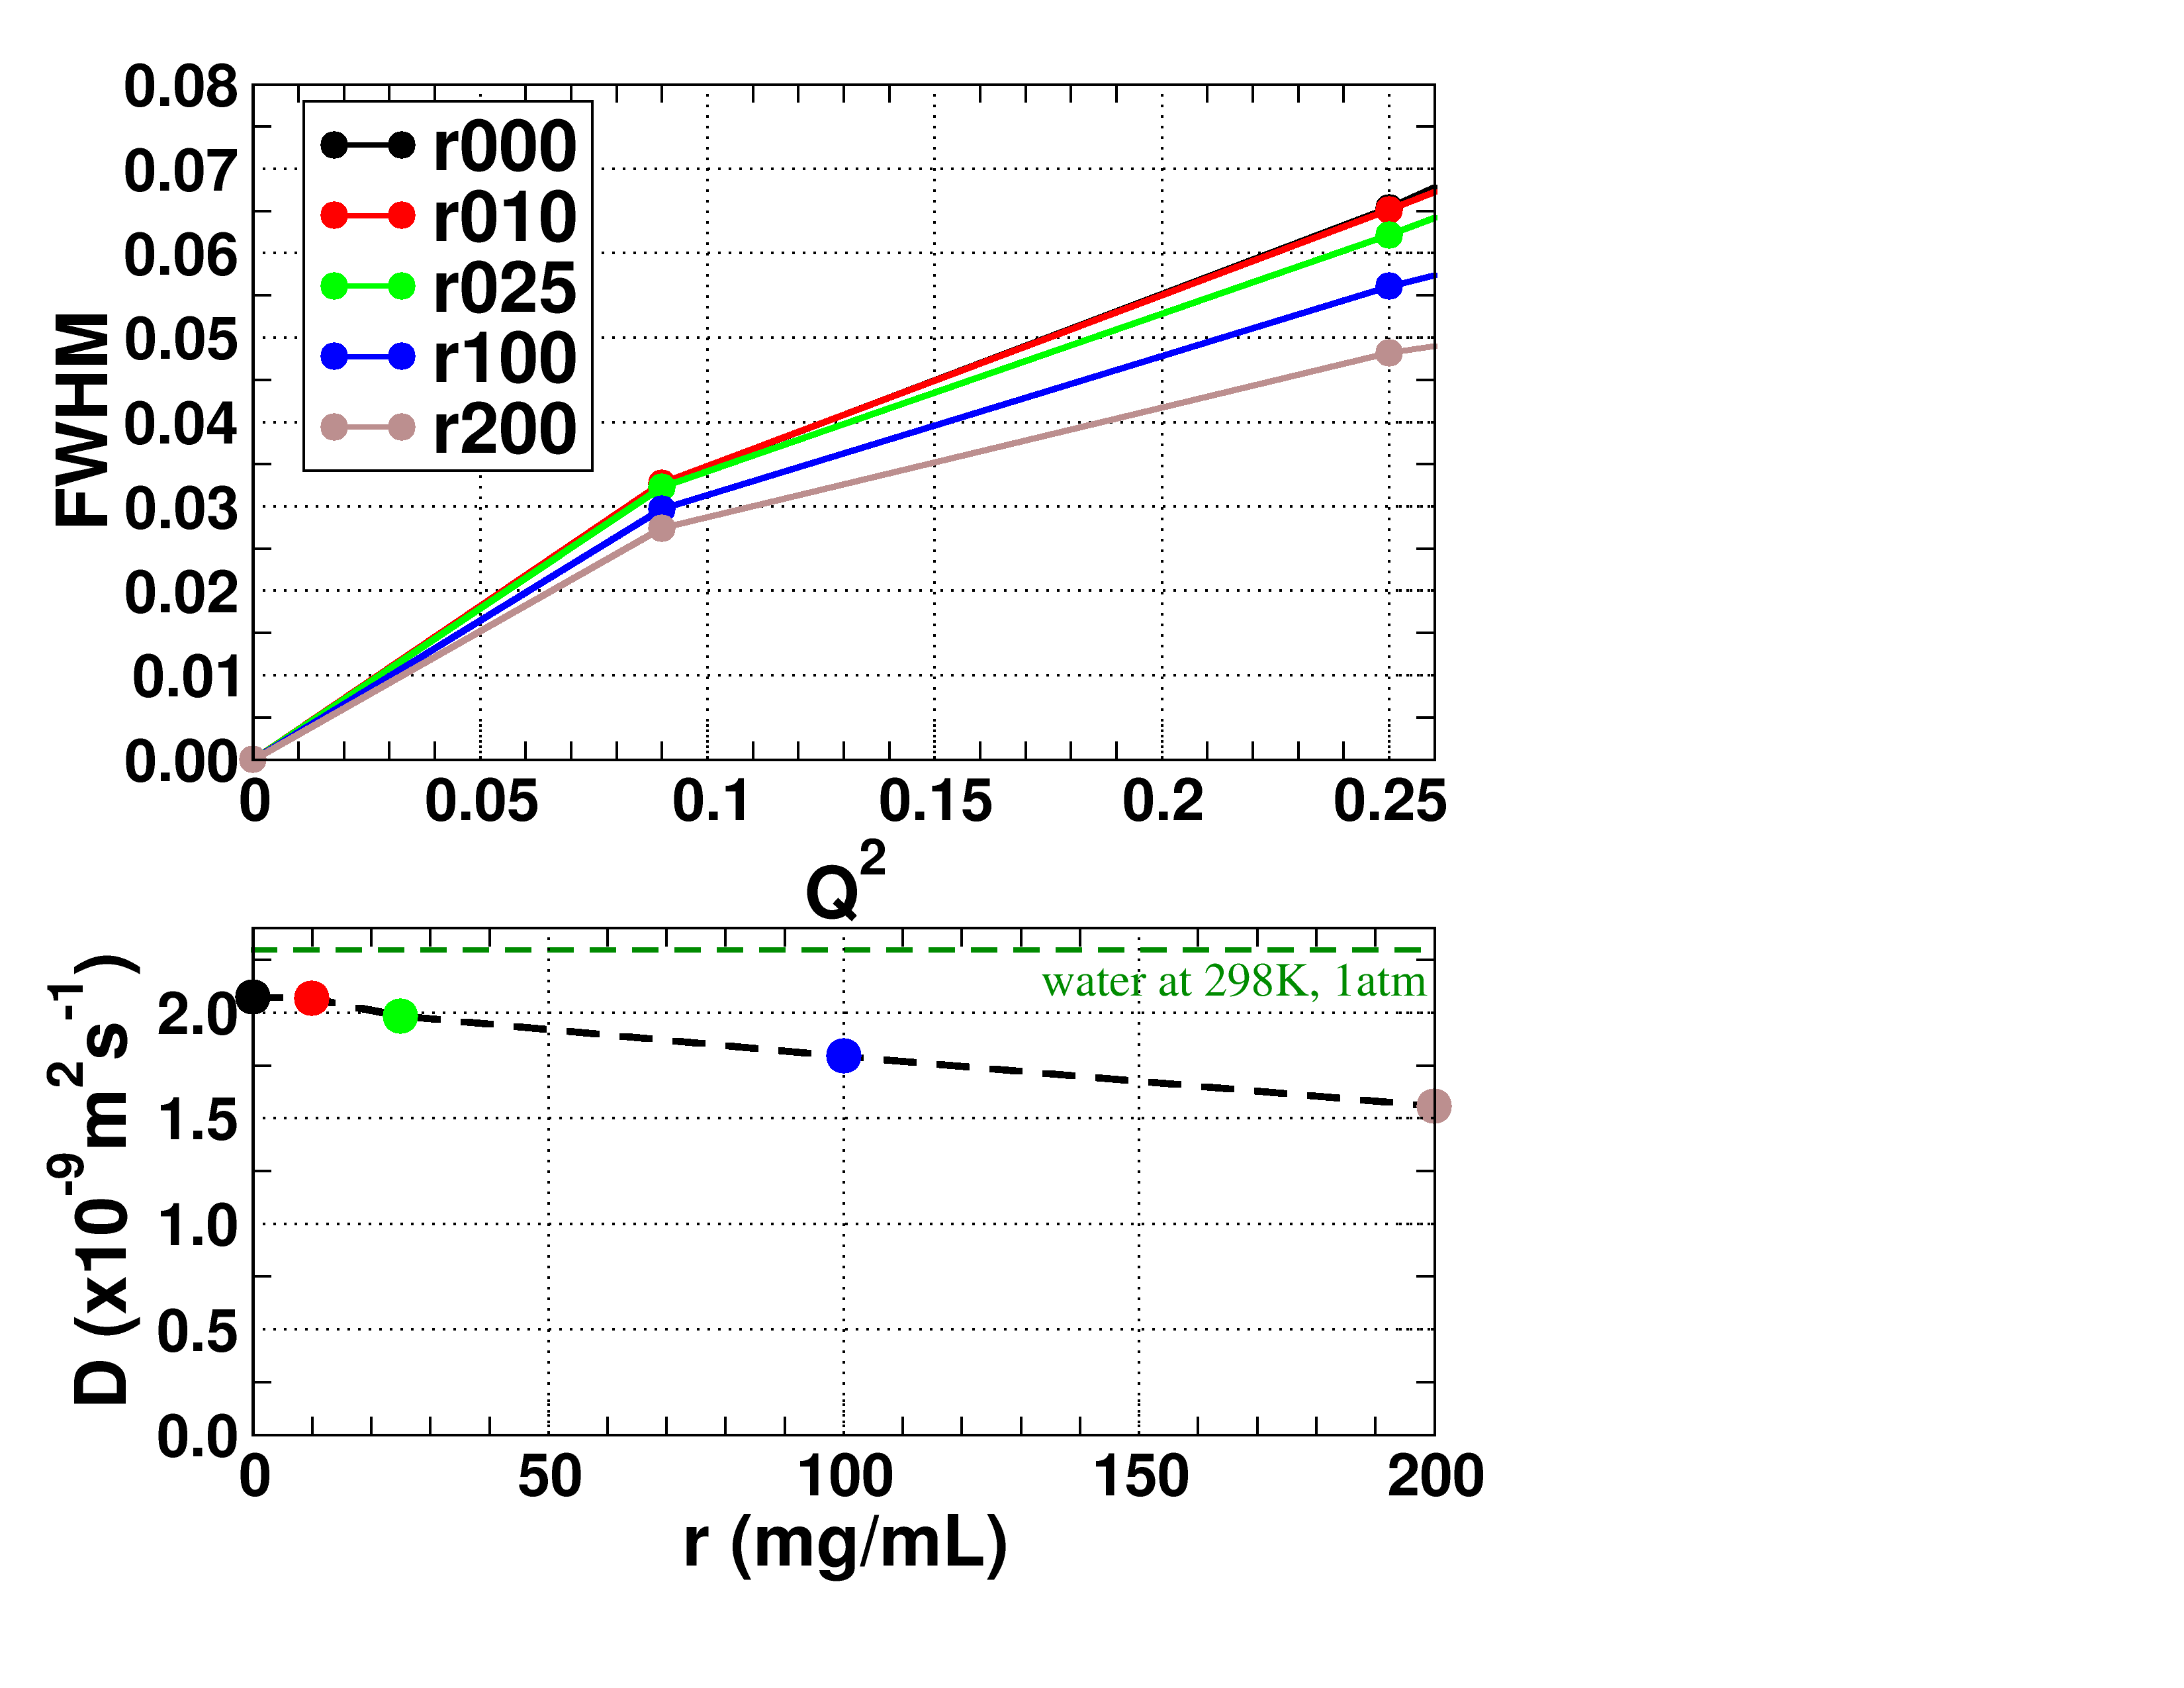 0.08
0.07
0.06
0.05
0.04
0.03
0.02
0.01
0.00
FWHM
r000
r010
r025
r100
r200
0 0.05 0.1 0.15 0.2 0.25
Q²
D (x10⁻⁹m²s⁻¹)
water at 298K, 1atm
2.0
1.5
1.0
0.5
0.0
0 50 100 150 200
r (mg/mL)